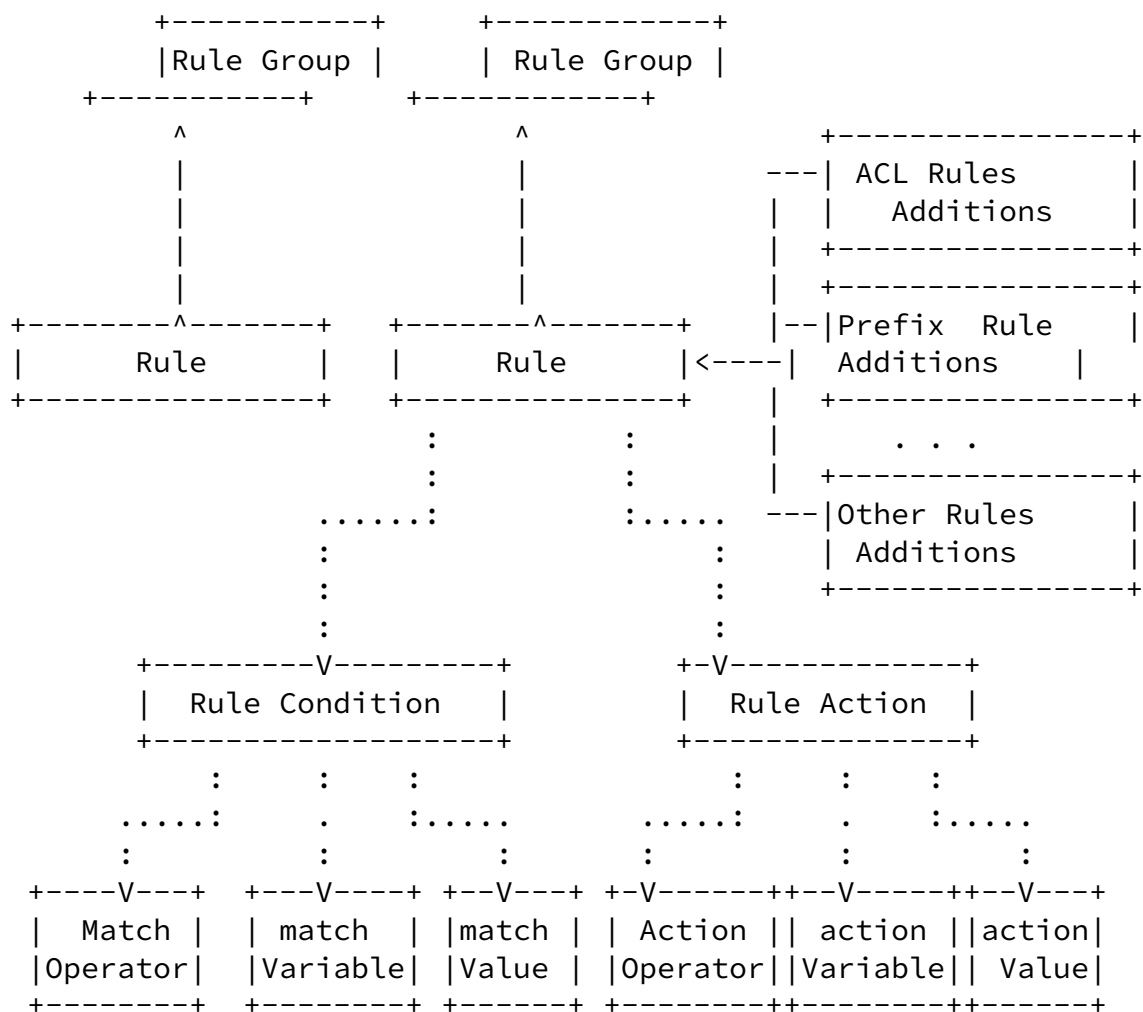 Rule Group Rule Group
ACL Rules
Additions
Prefix Rule
Rule Rule Additions
. . .
Other Rules
Additions
Rule Condition Rule Action
Match match match Action action action
Operator Variable Value Operator Variable Value